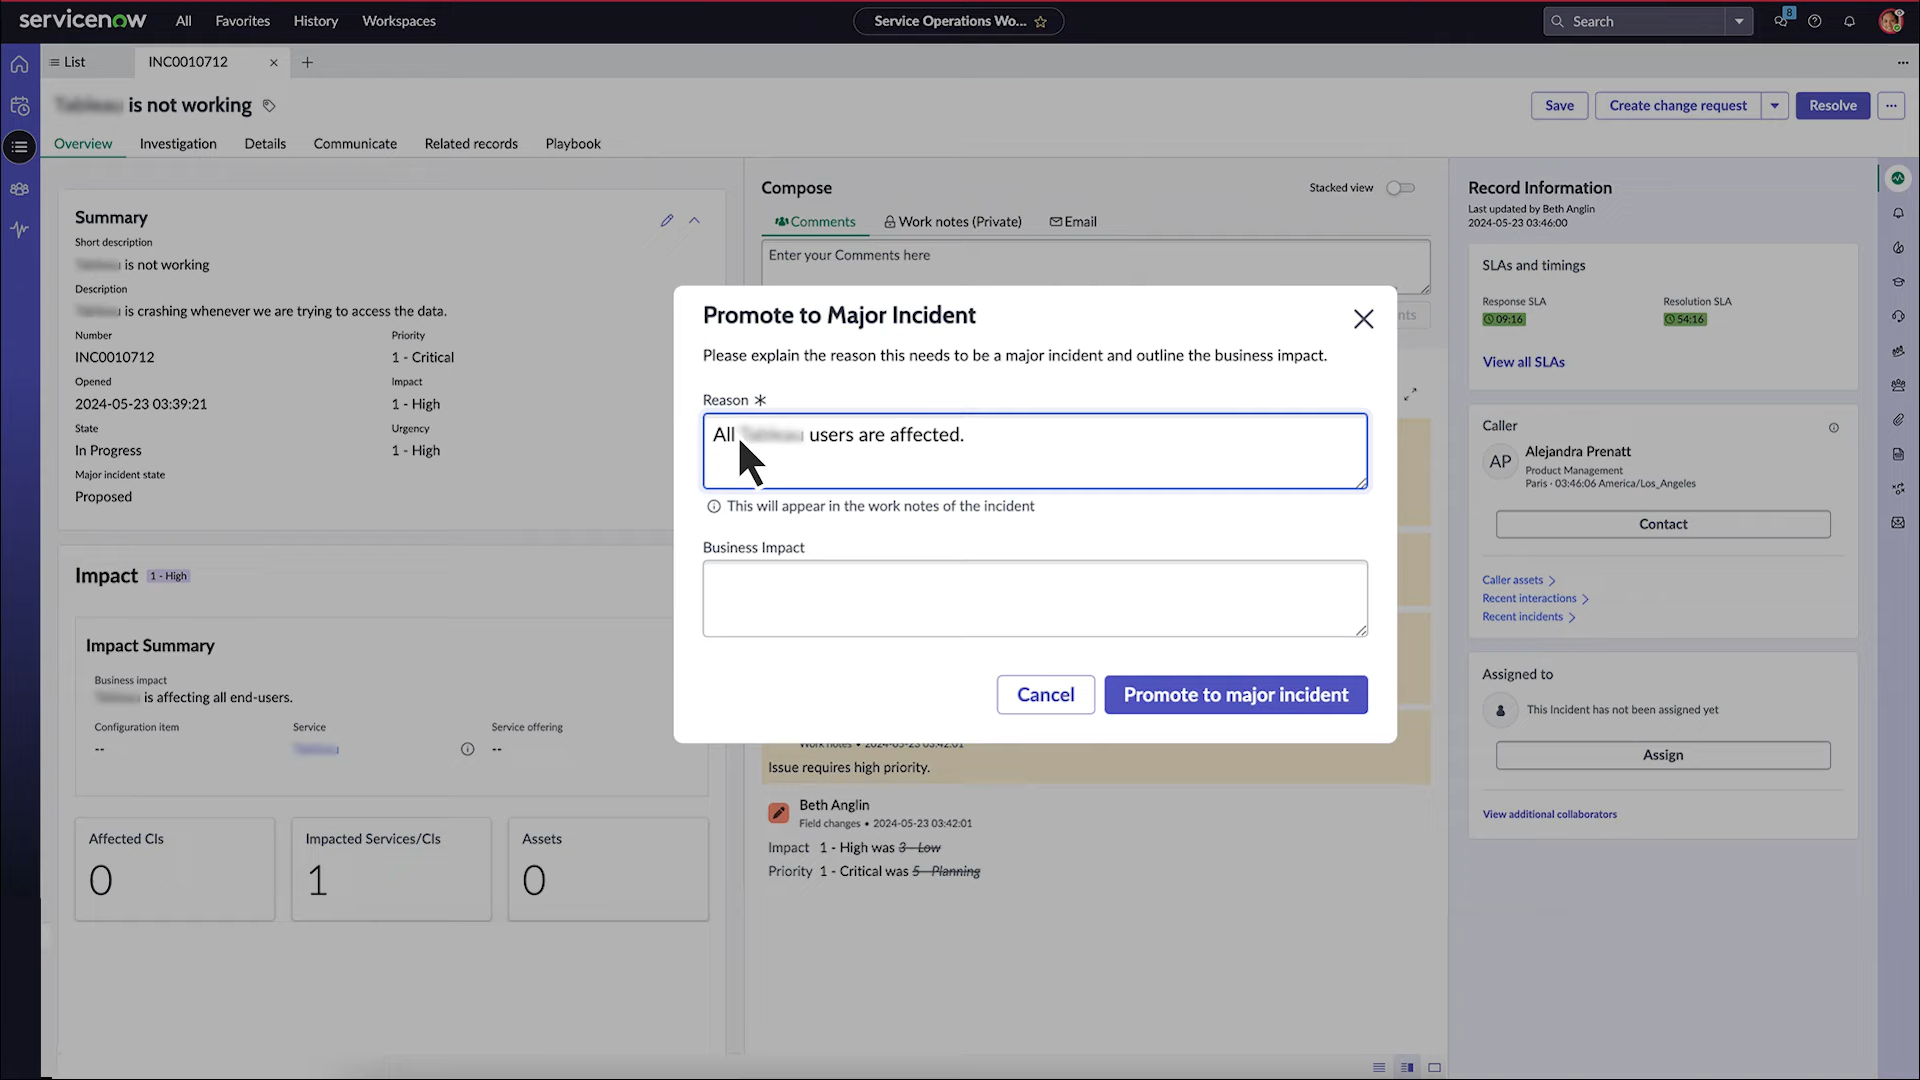 servicenow All Favorites History Workspaces Service Operations Wo... Search 8
List INC0010712
is not working Save Create change request Resolve
Overview Investigation Details Communicate Related records Playbook
Summary
Short description
is not working
Description
is crashing whenever we are trying to access the data.
Number Priority
INC0010712 1 - Critical
Opened Impact
2024-05-23 03:39:21 1 - High
State Urgency
In Progress 1 - High
Major incident state
Proposed
Impact 1 - High
Impact Summary
Business impact
is affecting all end-users.
Configuration item Service Service offering
-- --
Affected CIs Impacted Services/CIs Assets
0 1 0
Compose Stacked view
Comments Work notes (Private) Email
Enter your Comments here
nts
Promote to Major Incident
Please explain the reason this needs to be a major incident and outline the business impact.
Reason *
All users are affected.
This will appear in the work notes of the incident
Business Impact
Cancel Promote to major incident
Work notes • 2024-05-23 03:42:01
Issue requires high priority.
Beth Anglin
Field changes • 2024-05-23 03:42:01
Impact 1 - High was 3 - Low
Priority 1 - Critical was 5 - Planning
Record Information
Last updated by Beth Anglin
2024-05-23 03:46:00
SLAs and timings
Response SLA Resolution SLA
09:16 54:16
View all SLAs
Caller
AP Alejandra Prenatt
Product Management
Paris · 03:46:06 America/Los_Angeles
Contact
Caller assets
Recent interactions
Recent incidents
Assigned to
This Incident has not been assigned yet
Assign
View additional collaborators